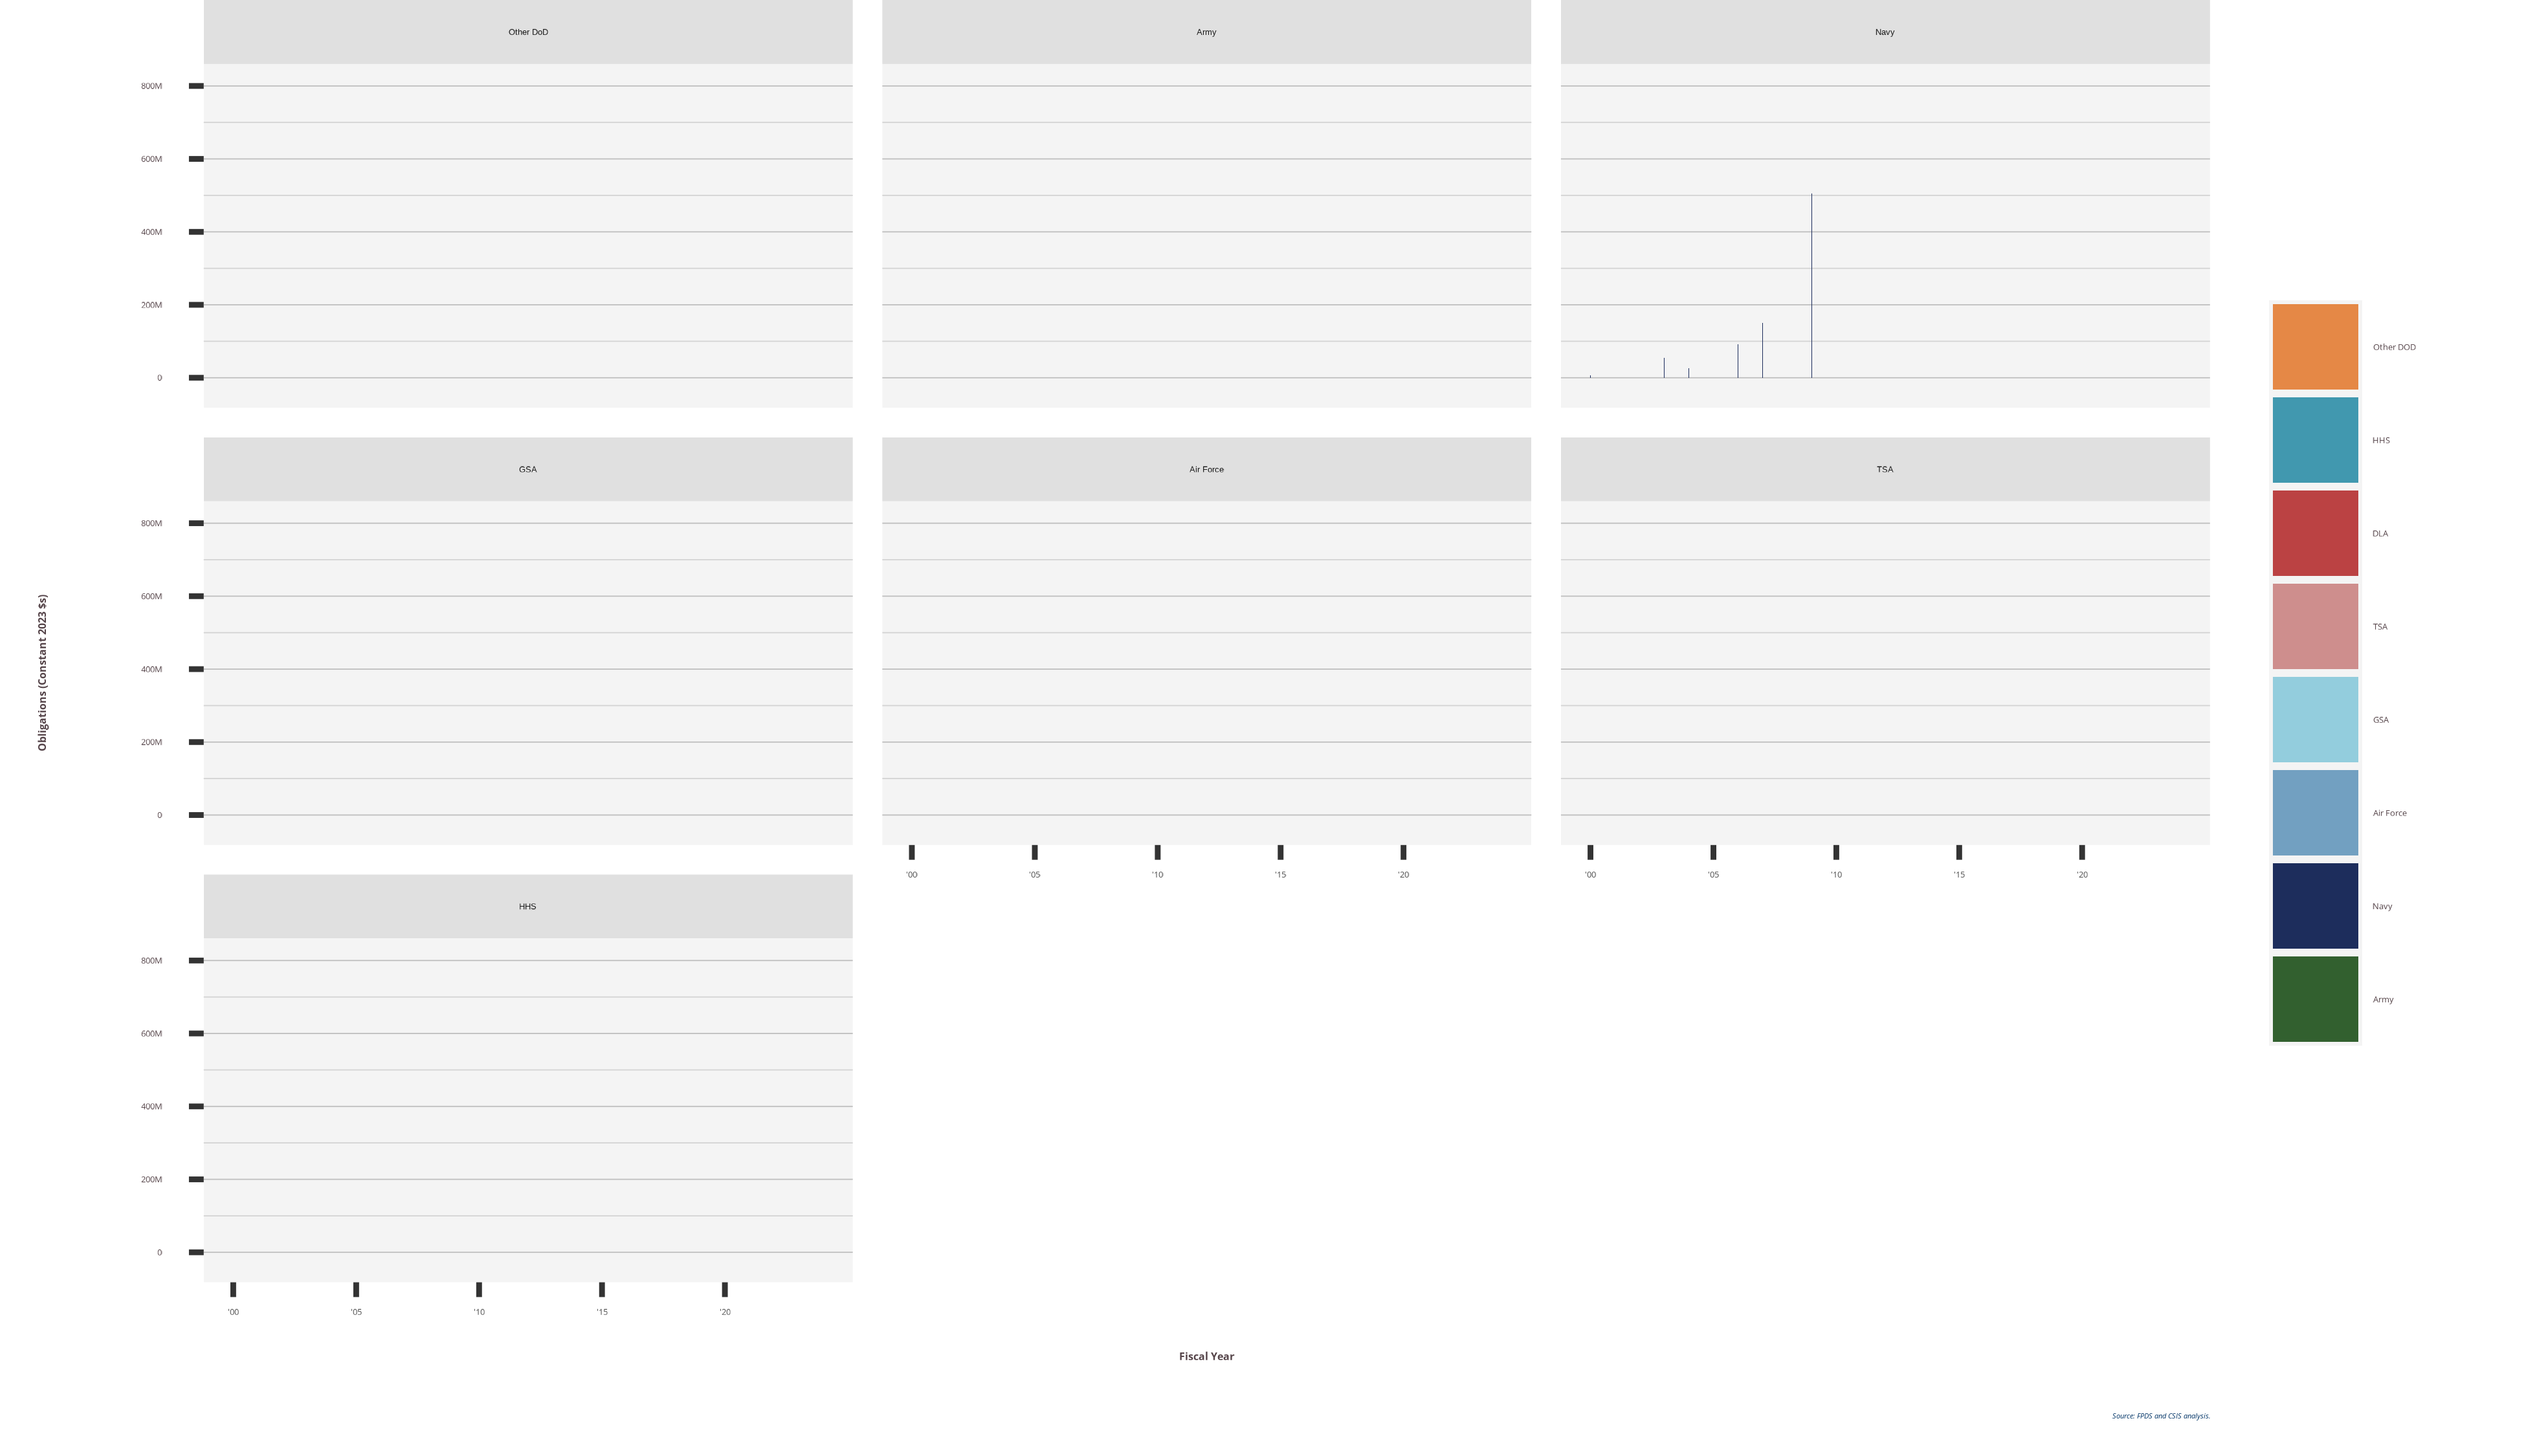 Other DoD
Army
Navy
800M
600M
400M
200M
0
GSA
Air Force
TSA
800M
600M
400M
200M
0
'00
'05
'10
'15
'20
'00
'05
'10
'15
'20
HHS
800M
600M
400M
200M
0
'00
'05
'10
'15
'20
Obligations (Constant 2023 $s)
Fiscal Year
Other DOD
HHS
DLA
TSA
GSA
Air Force
Navy
Army
Source: FPDS and CSIS analysis.